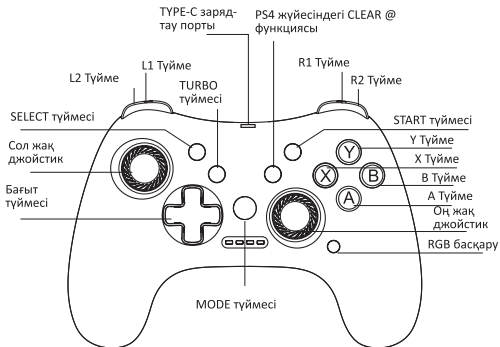 TYPE-C заряд-
тау порты
PS4 жүйесіндегі CLEAR @
функциясы
L1 Түйме
L2 Түйме
TURBO
түймесі
R1 Түйме
R2 Түйме
SELECT түймесі
START түймесі
Сол жақ
джойстик
Y Түйме
X Түйме
B Түйме
A Түйме
Y
X
B
A
Бағыт
түймесі
Оң жақ
джойстик
RGB басқару
MODE түймесі